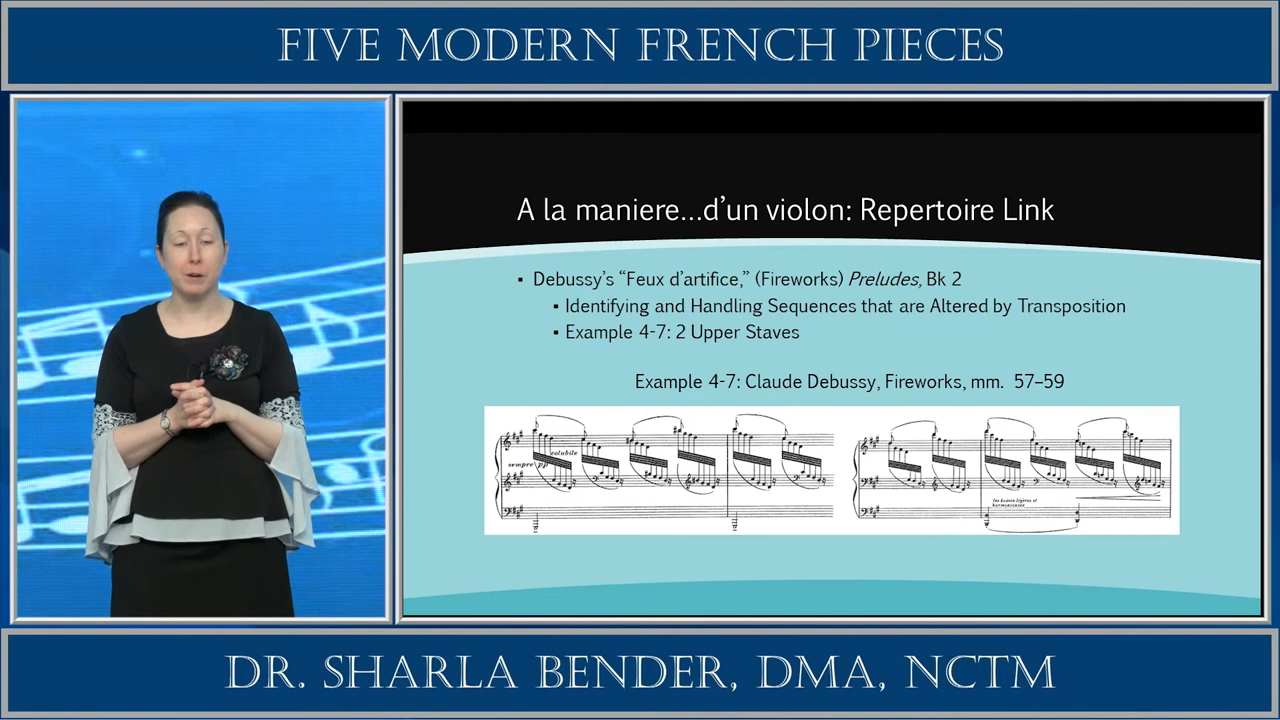 FIVE MODERN FRENCH PIECES
A la maniere...d'un violon: Repertoire Link
▪ Debussy's "Feux d'artifice," (Fireworks) Preludes, Bk 2
▪ Identifying and Handling Sequences that are Altered by Transposition
▪ Example 4-7: 2 Upper Staves
Example 4-7: Claude Debussy, Fireworks, mm. 57–59
volubile
sempre pp
DR. SHARLA BENDER, DMA, NCTM